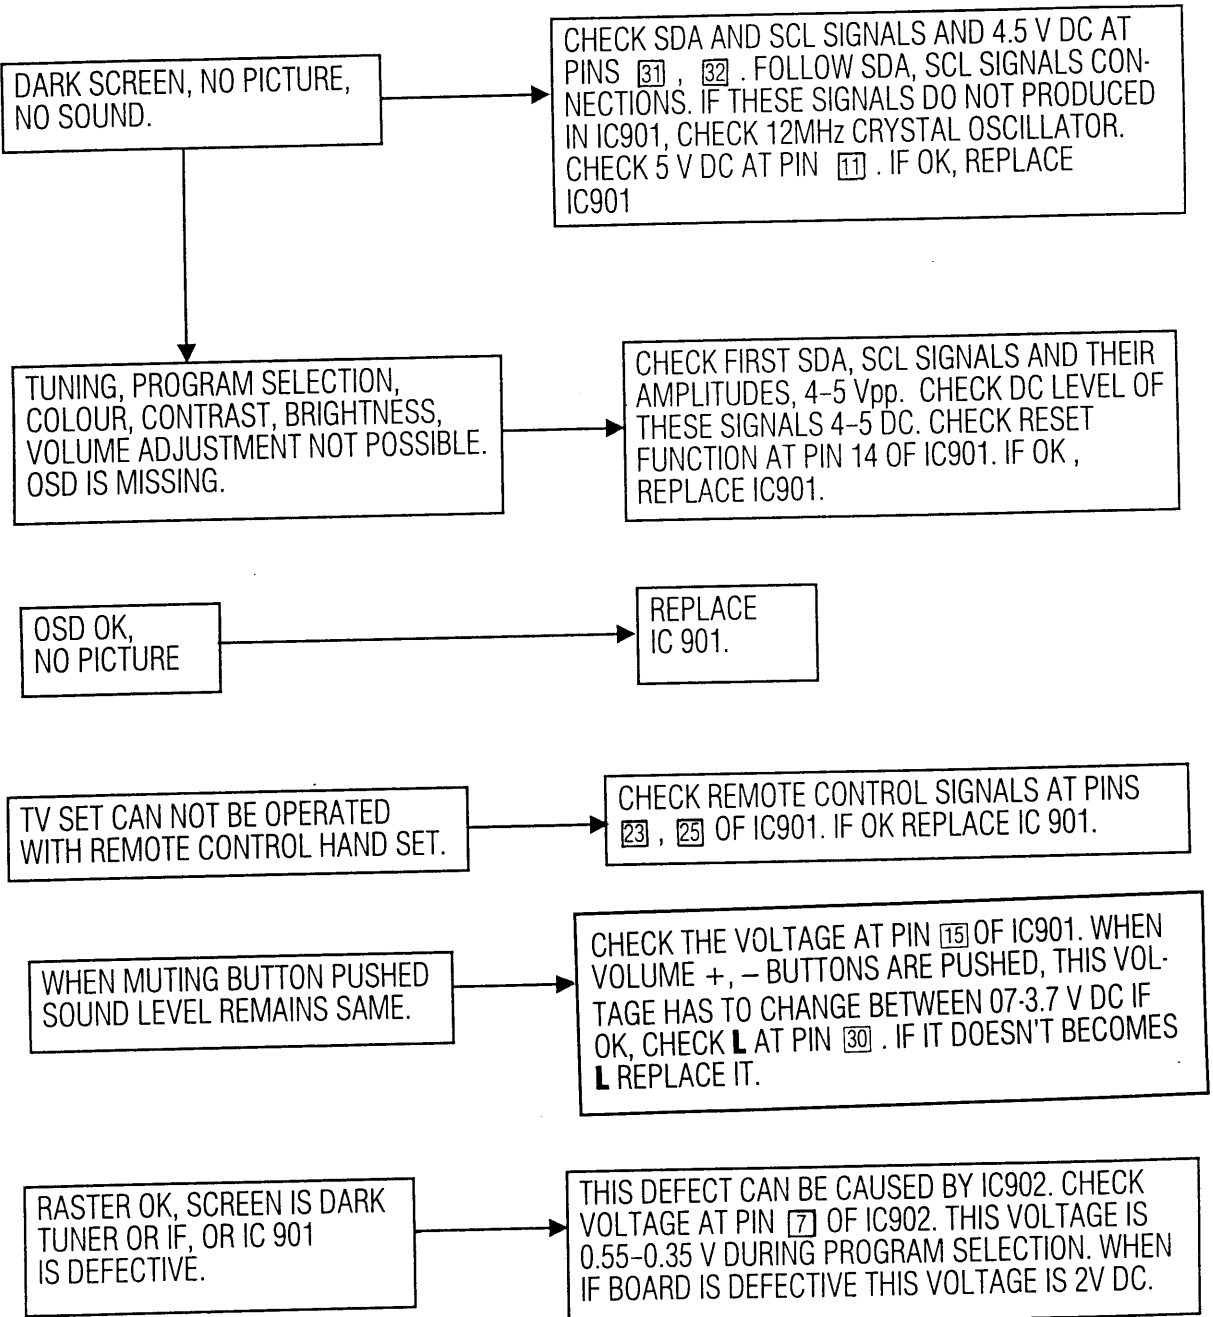 DARK SCREEN, NO PICTURE,
NO SOUND.
CHECK SDA AND SCL SIGNALS AND 4.5 V DC AT
PINS 31 , 32 . FOLLOW SDA, SCL SIGNALS CON-
NECTIONS. IF THESE SIGNALS DO NOT PRODUCED
IN IC901, CHECK 12MHz CRYSTAL OSCILLATOR.
CHECK 5 V DC AT PIN 11 . IF OK, REPLACE
IC901
TUNING, PROGRAM SELECTION,
COLOUR, CONTRAST, BRIGHTNESS,
VOLUME ADJUSTMENT NOT POSSIBLE.
OSD IS MISSING.
CHECK FIRST SDA, SCL SIGNALS AND THEIR
AMPLITUDES, 4–5 Vpp. CHECK DC LEVEL OF
THESE SIGNALS 4–5 DC. CHECK RESET
FUNCTION AT PIN 14 OF IC901. IF OK ,
REPLACE IC901.
OSD OK,
NO PICTURE
REPLACE
IC 901.
TV SET CAN NOT BE OPERATED
WITH REMOTE CONTROL HAND SET.
CHECK REMOTE CONTROL SIGNALS AT PINS
23 , 25 OF IC901. IF OK REPLACE IC 901.
WHEN MUTING BUTTON PUSHED
SOUND LEVEL REMAINS SAME.
CHECK THE VOLTAGE AT PIN 15 OF IC901. WHEN
VOLUME +, – BUTTONS ARE PUSHED, THIS VOL-
TAGE HAS TO CHANGE BETWEEN 07-3.7 V DC IF
OK, CHECK L AT PIN 30 . IF IT DOESN'T BECOMES
L REPLACE IT.
RASTER OK, SCREEN IS DARK
TUNER OR IF, OR IC 901
IS DEFECTIVE.
THIS DEFECT CAN BE CAUSED BY IC902. CHECK
VOLTAGE AT PIN 7 OF IC902. THIS VOLTAGE IS
0.55–0.35 V DURING PROGRAM SELECTION. WHEN
IF BOARD IS DEFECTIVE THIS VOLTAGE IS 2V DC.